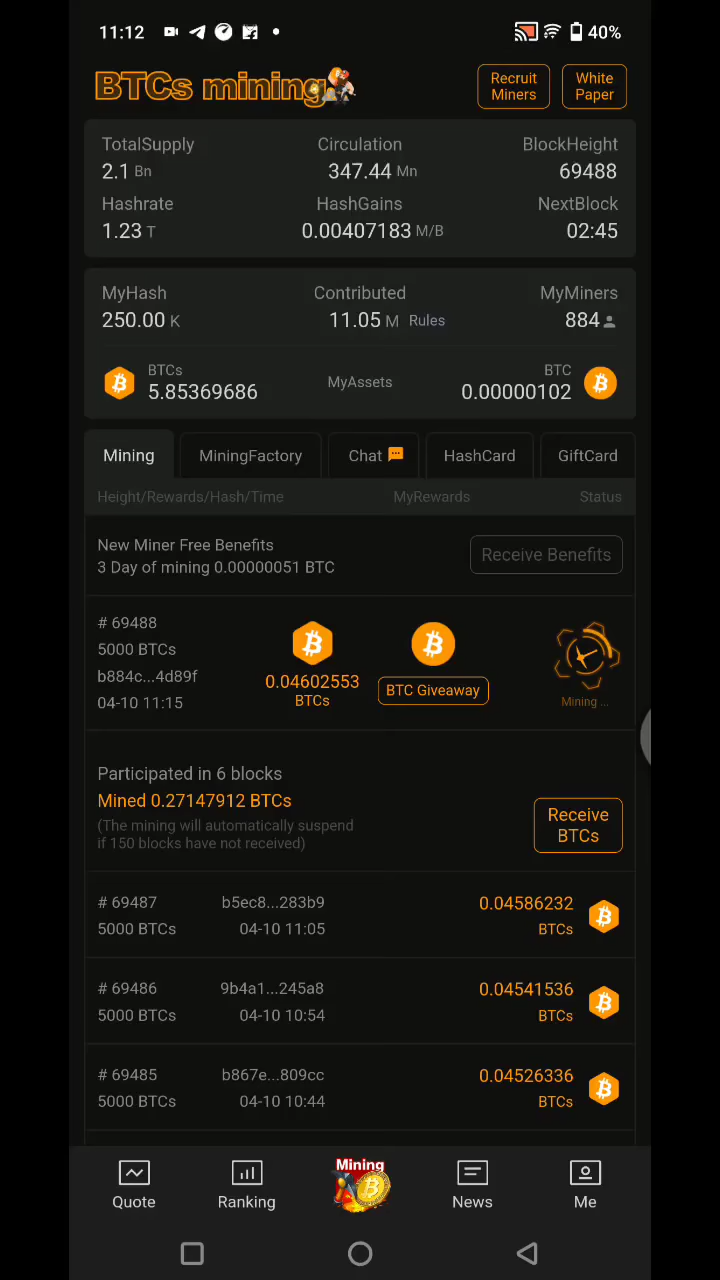 11:12
40%
BTCs mining
Recruit Miners
White Paper
TotalSupply Circulation BlockHeight
2.1 Bn 347.44 Mn 69488
Hashrate HashGains NextBlock
1.23 T 0.00407183 M/B 02:45
MyHash Contributed MyMiners
250.00 K 11.05 M Rules 884
BTCs MyAssets BTC
5.85369686 0.00000102
Mining MiningFactory Chat HashCard GiftCard
Height/Rewards/Hash/Time MyRewards Status
New Miner Free Benefits
3 Day of mining 0.00000051 BTC
Receive Benefits
# 69488
5000 BTCs
b884c...4d89f
04-10 11:15
0.04602553
BTCs
BTC Giveaway
Mining ...
Participated in 6 blocks
Mined 0.27147912 BTCs
(The mining will automatically suspend
if 150 blocks have not received)
Receive
BTCs
# 69487 b5ec8...283b9 0.04586232
5000 BTCs 04-10 11:05 BTCs
# 69486 9b4a1...245a8 0.04541536
5000 BTCs 04-10 10:54 BTCs
# 69485 b867e...809cc 0.04526336
5000 BTCs 04-10 10:44 BTCs
Mining
Quote Ranking News Me